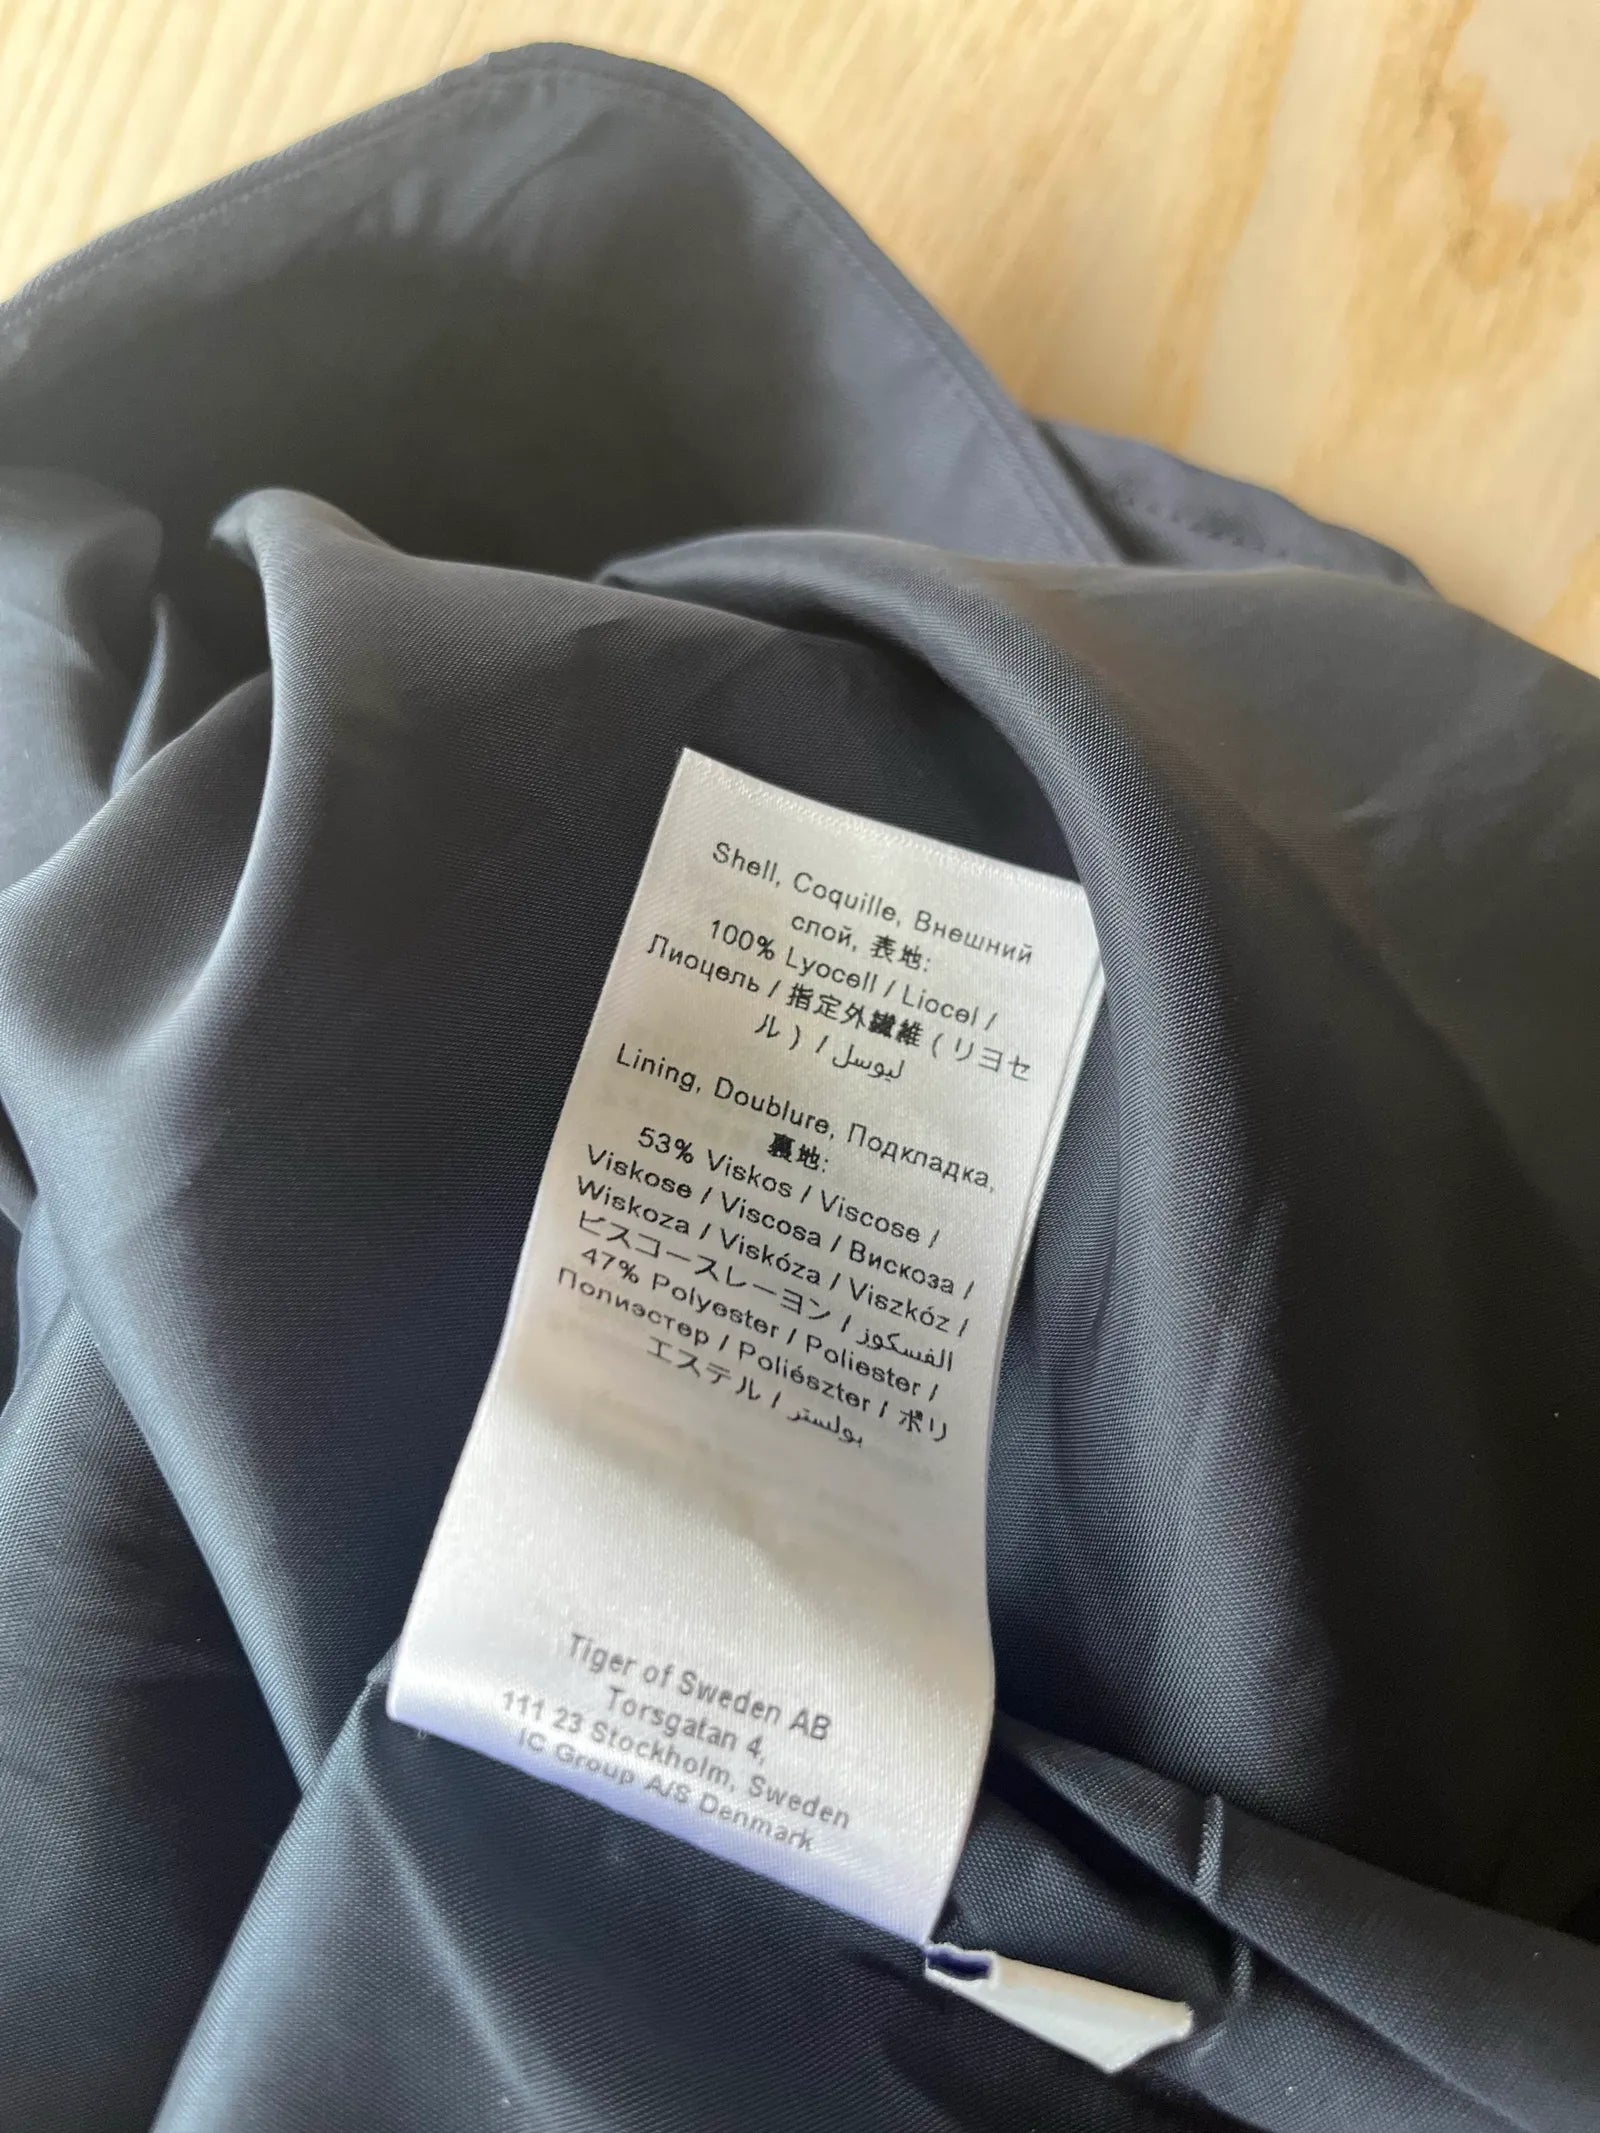 Shell, Coquille, Внешний
слой, 表地:
100% Lyocell / Liocel /
Лиоцель / 指定外繊維 ( リヨセ
ル ) / ليوسل
Lining, Doublure, Подкладка,
裏地:
53% Viskos / Viscose /
Viskose / Viscosa / Вискоза /
Wiskoza / Viskóza / Viszkóz /
ビスコースレーヨン / الفسكوز
47% Polyester / Poliester /
Полиэстер / Poliészter / ポリ
エステル / بولستر
Tiger of Sweden AB
Torsgatan 4,
111 23 Stockholm, Sweden
IC Group A/S Denmark